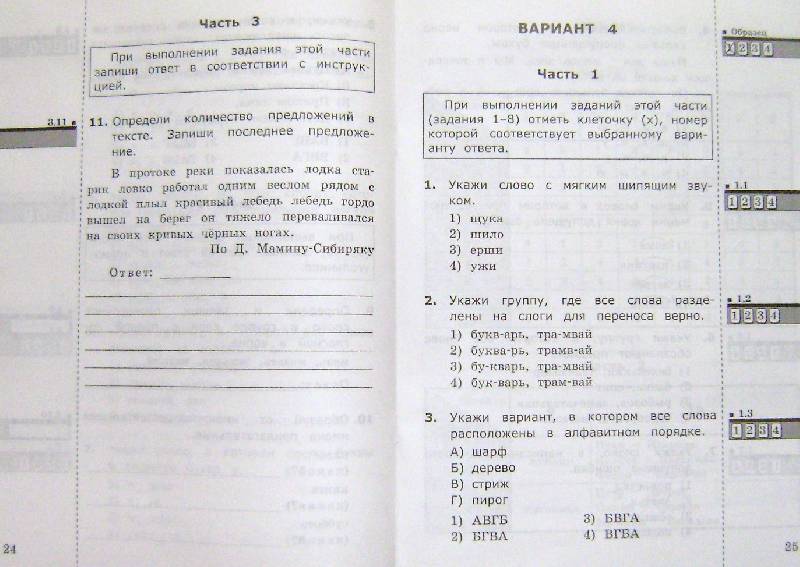 Часть 3
При выполнении задания этой части
запиши ответ в соответствии с инструк-
цией.
3.11
11. Определи количество предложений в
тексте. Запиши последнее предложе-
ние.
В протоке реки показалась лодка ста-
рик ловко работал одним веслом рядом с
лодкой плыл красивый лебедь лебедь гордо
вышел на берег он тяжело переваливался
на своих кривых чёрных ногах.
По Д. Мамину-Сибиряку
Ответ:
24
ВАРИАНТ 4
Образец
X 2 3 4
Часть 1
При выполнении заданий этой части
(задания 1–8) отметь клеточку (x), номер
которой соответствует выбранному вари-
анту ответа.
1. Укажи слово с мягким шипящим зву-
ком.
1) щука
2) шило
3) ерши
4) ужи
1.1
1 2 3 4
2. Укажи группу, где все слова разде-
лены на слоги для переноса верно.
1) букв-арь, тра-мвай
2) буква-рь, трамв-ай
3) бу-кварь, тра-мвай
4) бук-варь, трам-вай
1.2
1 2 3 4
3. Укажи вариант, в котором все слова
расположены в алфавитном порядке.
А) шарф
Б) дерево
В) стриж
Г) пирог
1) АВГБ 3) БВГА
2) БГВА 4) ВГБА
1.3
1 2 3 4
25